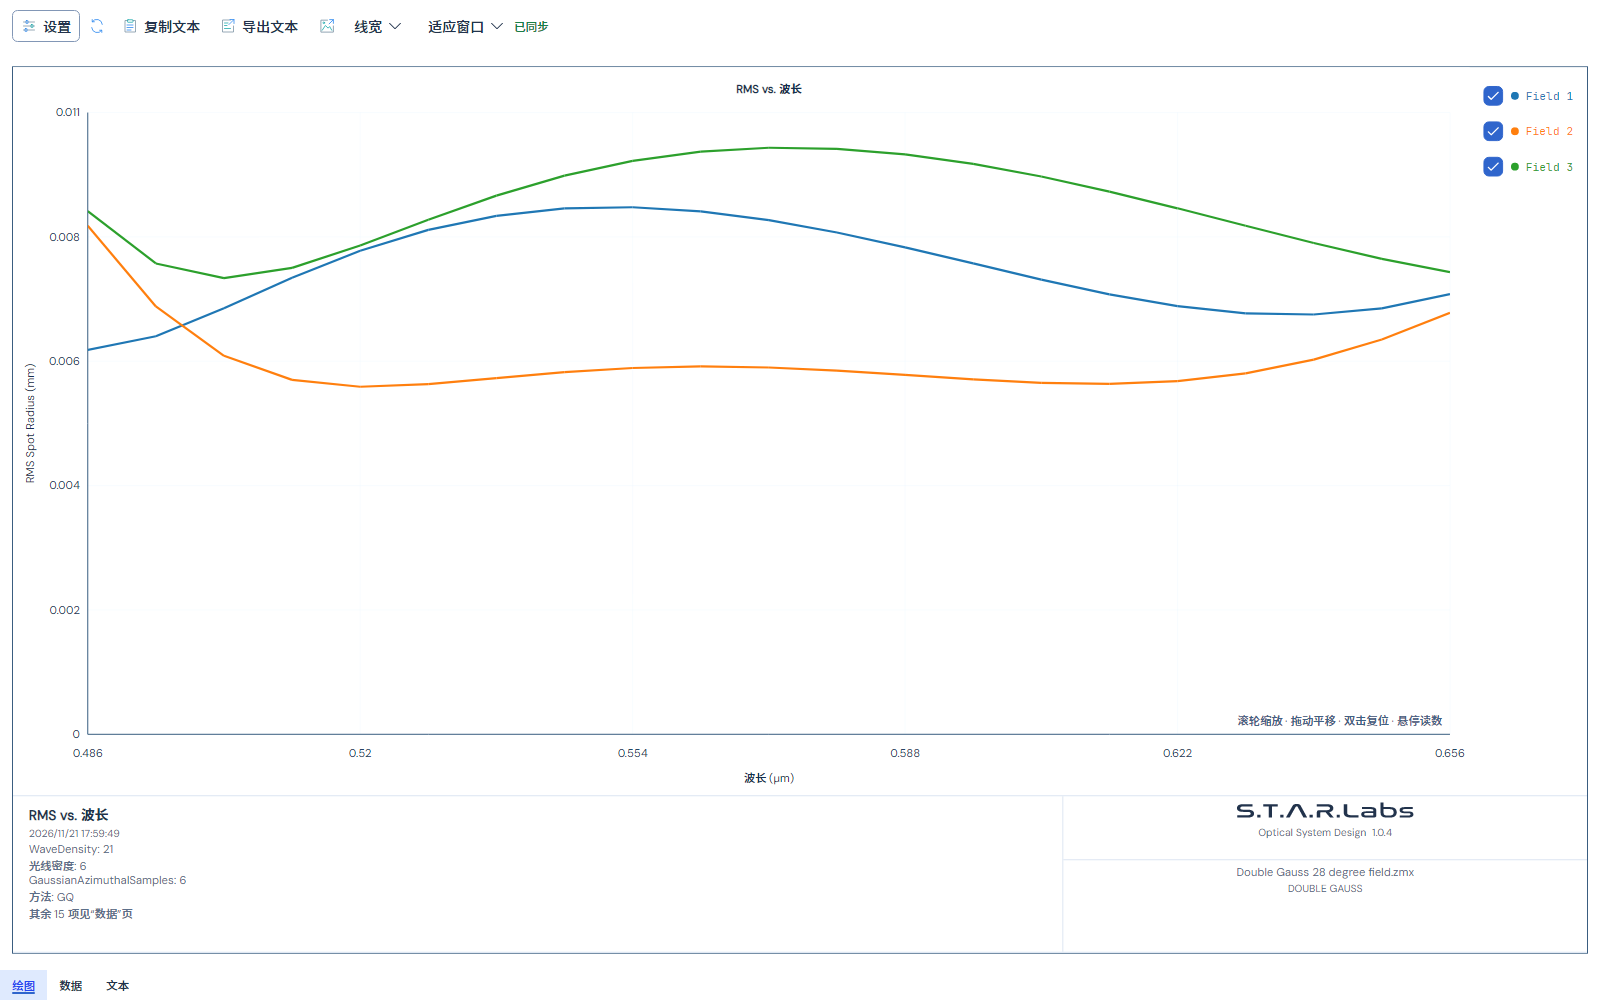 设置 复制文本 导出文本 线宽 适应窗口 已同步
RMS vs. 波长
Field 1
Field 2
Field 3
0.011
0.008
0.006
0.004
0.002
0
RMS Spot Radius (mm)
滚轮缩放 · 拖动平移 · 双击复位 · 悬停读数
0.486 0.52 0.554 0.588 0.622 0.656
波长 (μm)
RMS vs. 波长
2026/11/21 17:59:49
WaveDensity: 21
光线密度: 6
GaussianAzimuthalSamples: 6
方法: GQ
其余 15 项见“数据”页
S.T.A.R.Labs
Optical System Design 1.0.4
Double Gauss 28 degree field.zmx
DOUBLE GAUSS
绘图 数据 文本